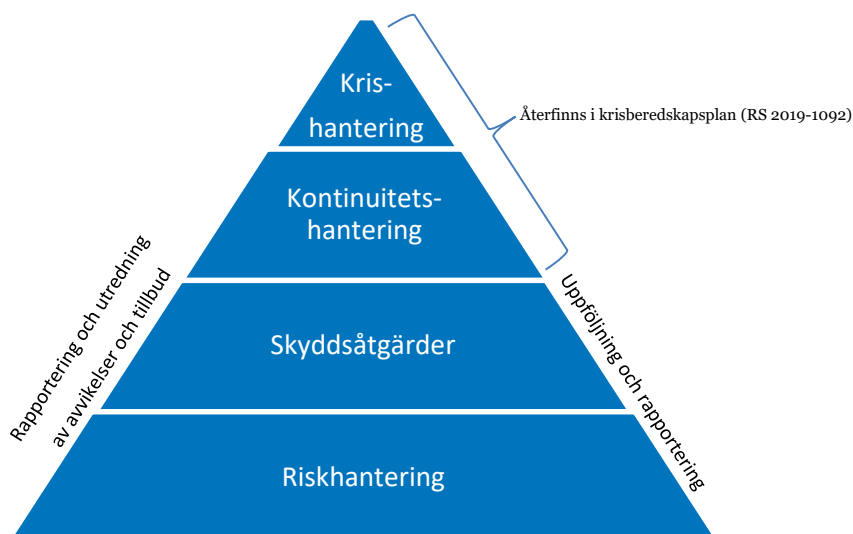 Kris-
hantering
Återfinns i krisberedskapsplan (RS 2019-1092)
Kontinuitets-
hantering
Rapportering och utredning
av avvikelser och tillbud
Uppföljning och rapportering
Skyddsåtgärder
Riskhantering